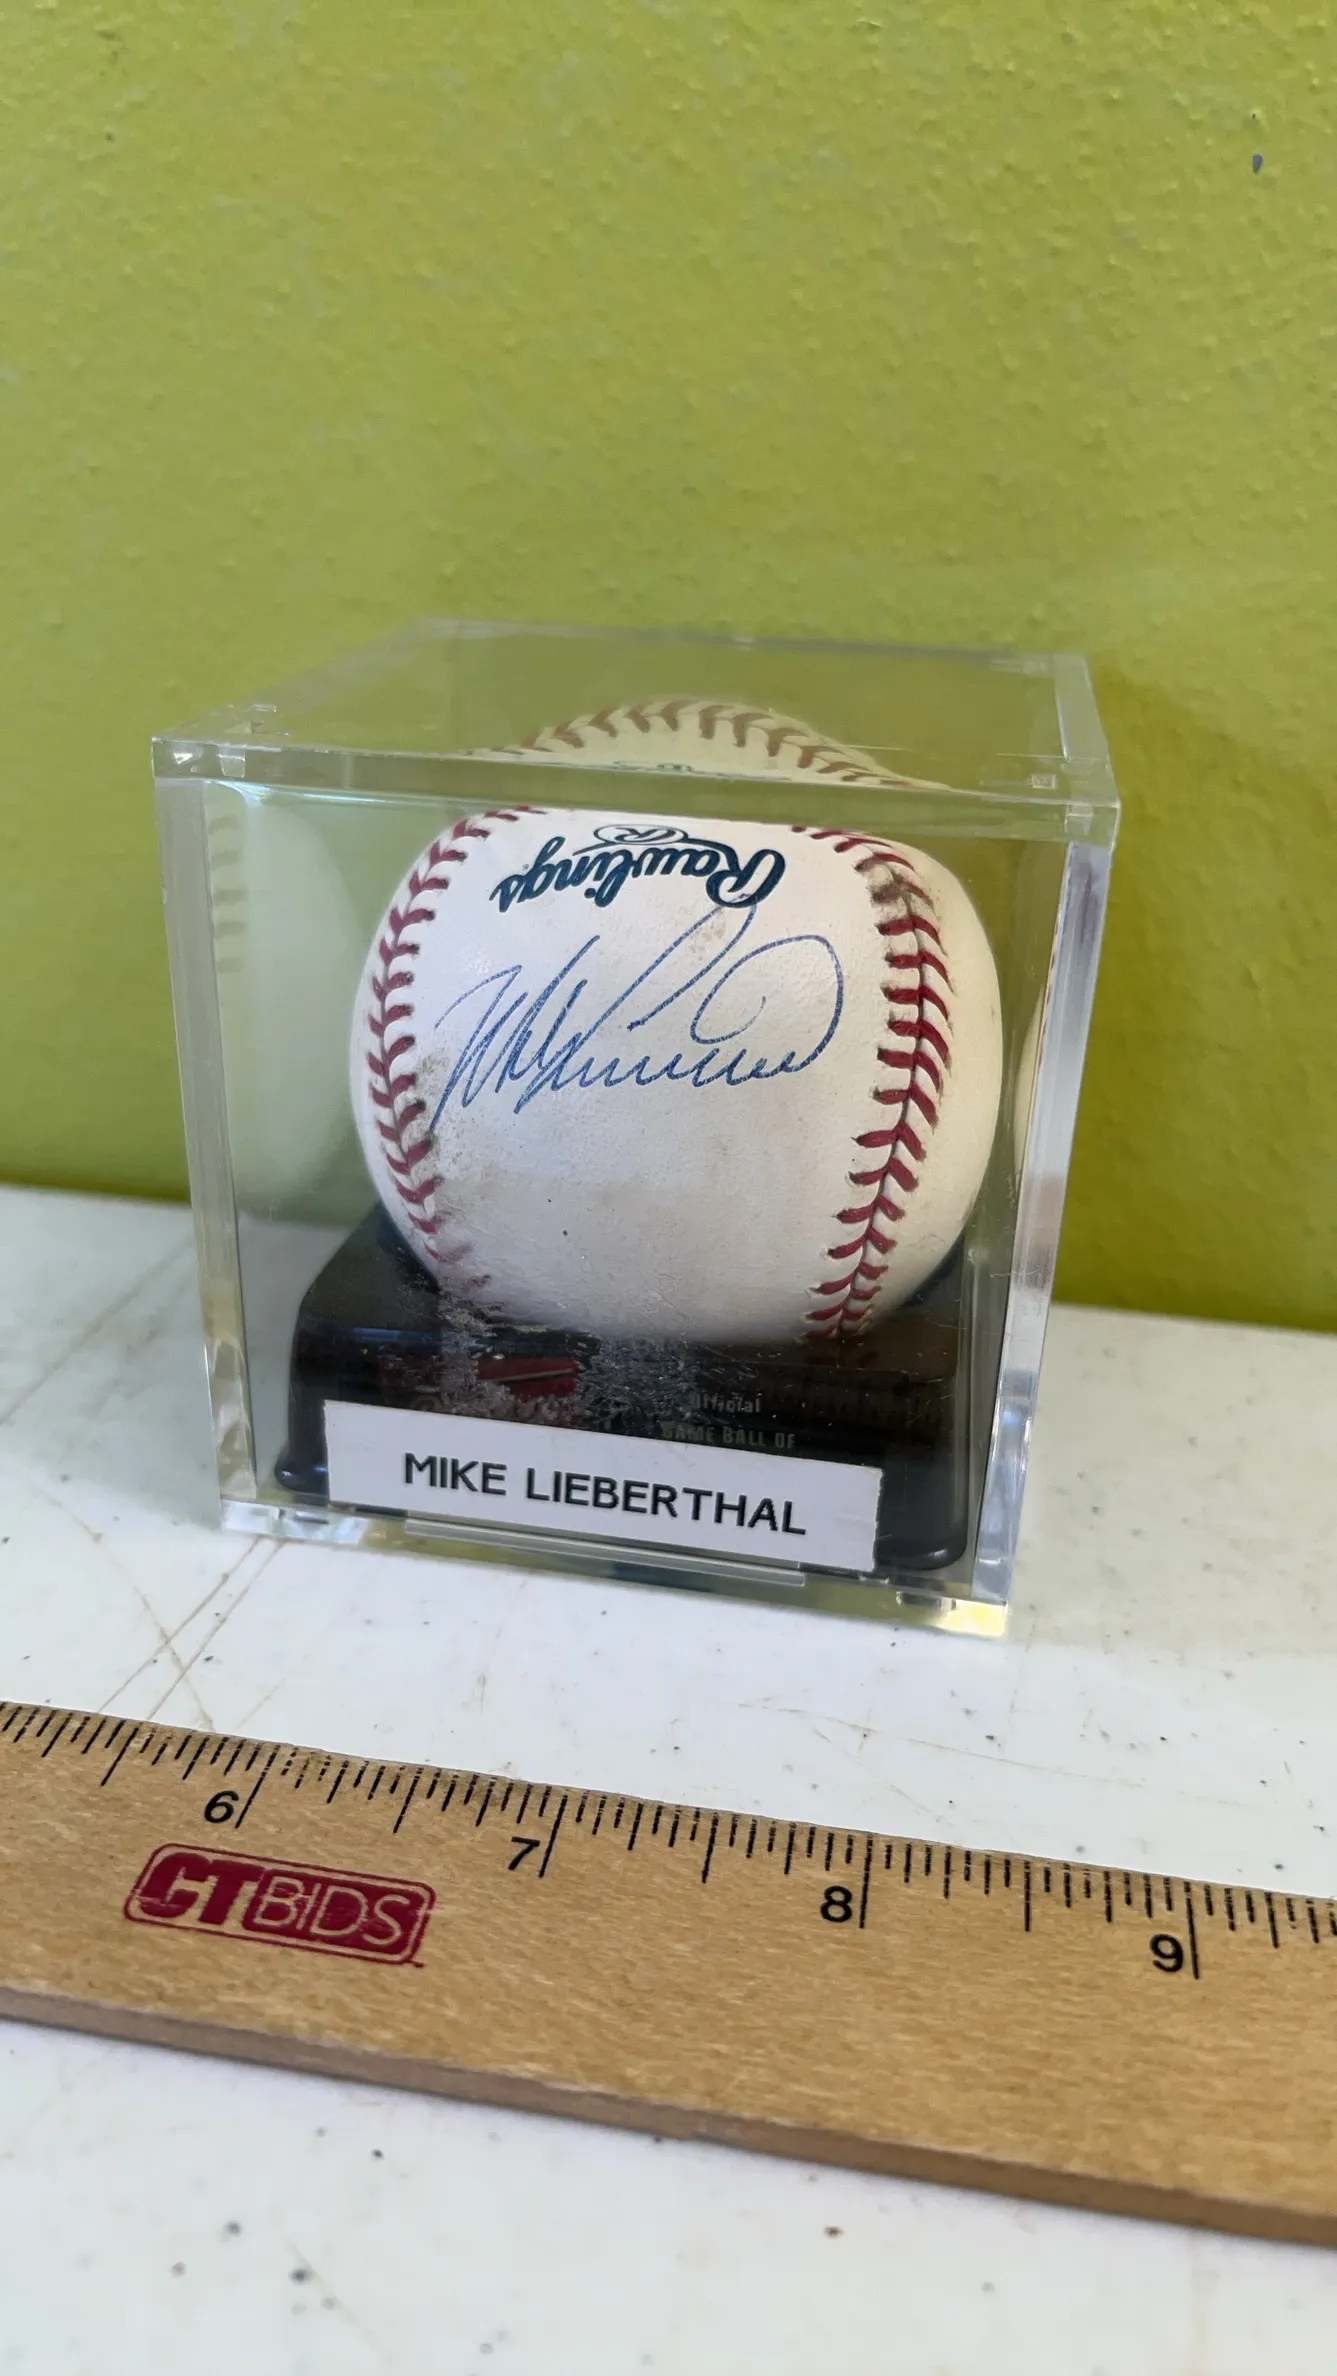 Rawlings
R
Official
GAME BALL OF
MIKE LIEBERTHAL
6
7
8
9
CTBIDS